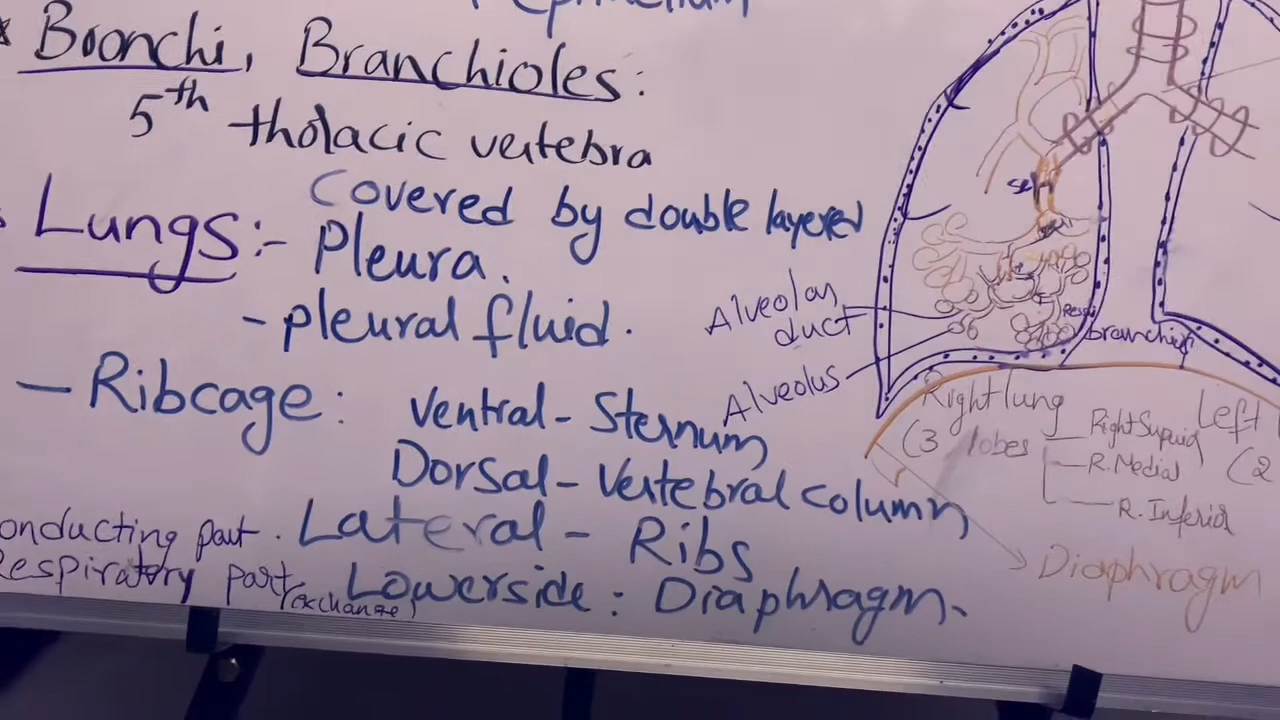 Epithelium
Bronchi, Branchioles:
5th tholacic vertebra
Lungs:- Covered by double layered
Pleura.
- pleural fluid.
- Ribcage: Ventral - Sternum
Dorsal - Vertebral column
onducting part. Lateral - Ribs
Respiratory part (exchange) Lowerside: Diaphragm.
Alveolar
duct
Alveolus
branchiol
Right lung
(3 lobes
Right Superior
R. Medial
R. Inferior
Left
(2
Diaphragm